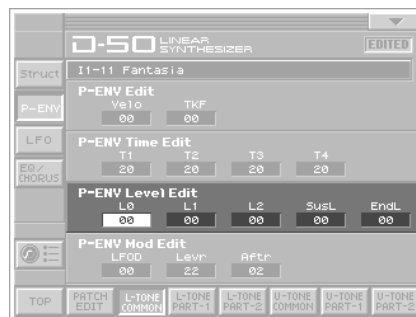 D-50 LINEAR SYNTHESIZER
EDITED
Struct
I1-11 Fantasia
P-ENV
P-ENV Edit
Velo TKF
00 00
LFO
P-ENV Time Edit
T1 T2 T3 T4
20 20 20 20
EQ/CHORUS
P-ENV Level Edit
L0 L1 L2 SusL EndL
00 00 00 00 00
P-ENV Mod Edit
LFOD Levr Aftr
00 22 02
TOP
PATCH EDIT
L-TONE COMMON
L-TONE PART-1
L-TONE PART-2
U-TONE COMMON
U-TONE PART-1
U-TONE PART-2